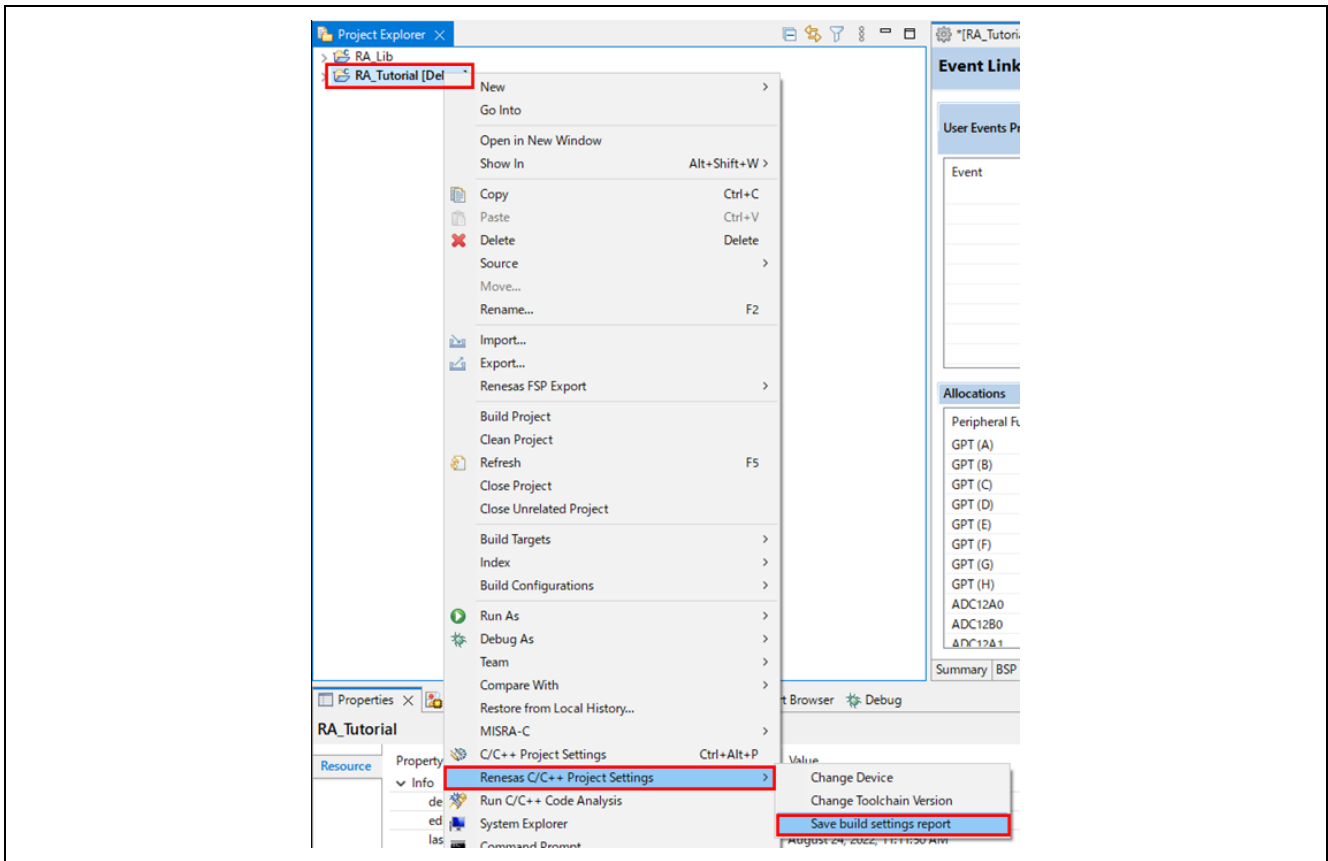 Project Explorer
RA_Lib
RA_Tutorial [Del
New
Go Into
Open in New Window
Show In Alt+Shift+W >
Copy Ctrl+C
Paste Ctrl+V
Delete Delete
Source
Move...
Rename... F2
Import...
Export...
Renesas FSP Export
Build Project
Clean Project
Refresh F5
Close Project
Close Unrelated Project
Build Targets
Index
Build Configurations
Run As
Debug As
Team
Compare With
Restore from Local History...
MISRA-C
C/C++ Project Settings Ctrl+Alt+P
Renesas C/C++ Project Settings
Run C/C++ Code Analysis
System Explorer
Command Prompt
Change Device
Change Toolchain Version
Save build settings report
*[RA_Tutori
Event Link
User Events Pr
Event
Allocations
Peripheral Fu
GPT (A)
GPT (B)
GPT (C)
GPT (D)
GPT (E)
GPT (F)
GPT (G)
GPT (H)
ADC12A0
ADC12B0
ADC12A1
Summary BSP
Properties
t Browser Debug
RA_Tutorial
Resource
Property Value
Info
de
ed
las August 24, 2022, 11:11:50 AM